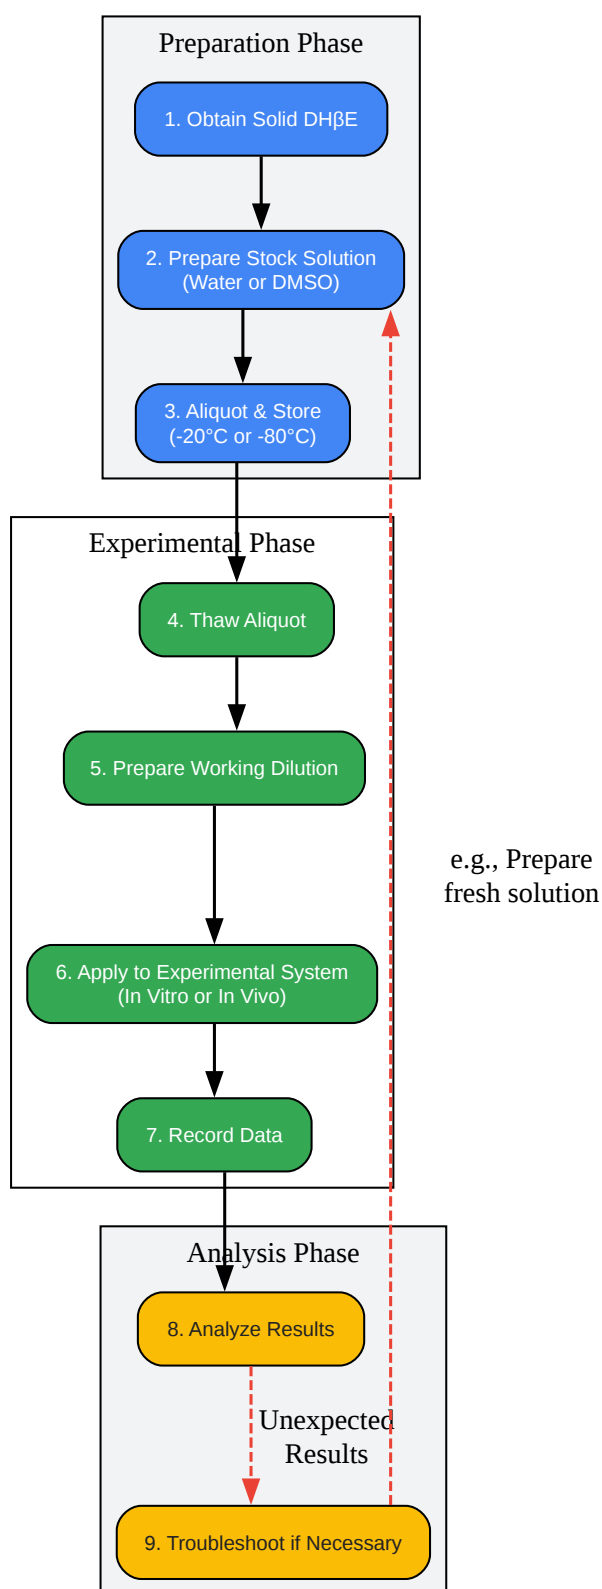 Preparation Phase
1. Obtain Solid DHβE
2. Prepare Stock Solution
(Water or DMSO)
3. Aliquot & Store
(-20°C or -80°C)
Experimental Phase
4. Thaw Aliquot
5. Prepare Working Dilution
e.g., Prepare
fresh solution
6. Apply to Experimental System
(In Vitro or In Vivo)
7. Record Data
Analysis Phase
8. Analyze Results
Unexpected
Results
9. Troubleshoot if Necessary